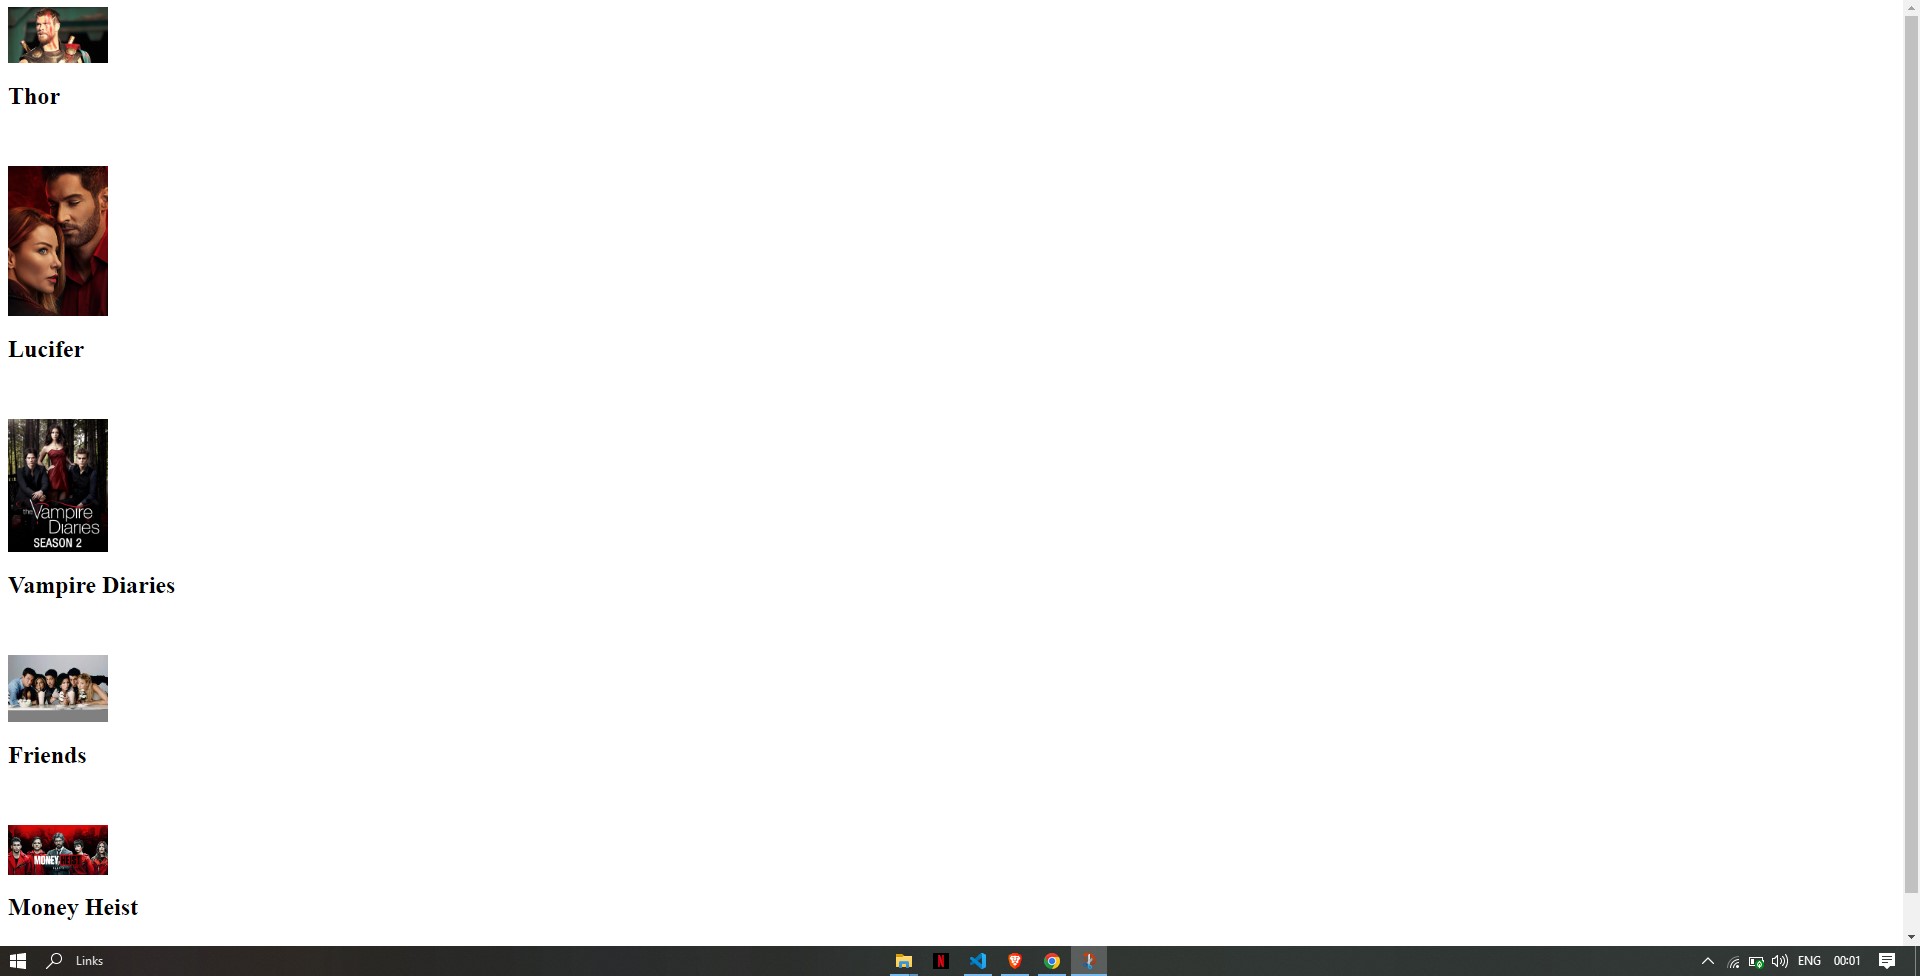 Thor
Lucifer
the Vampire
Diaries
SEASON 2
Vampire Diaries
Friends
MONEY HEIST
Money Heist
Links
N
ENG
00:01